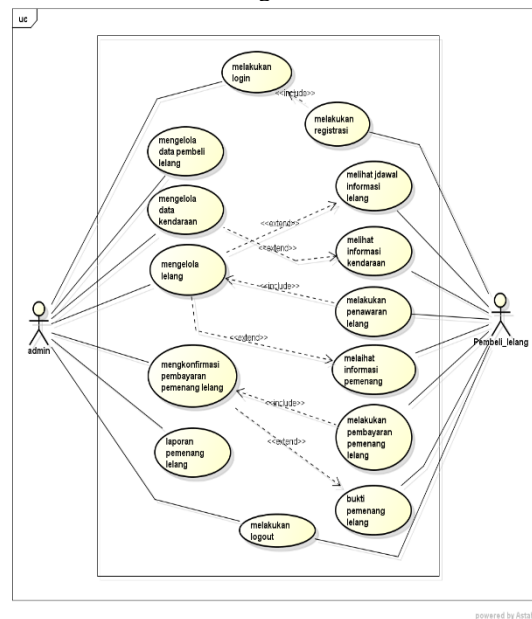 uc
melakukan
login
<<include>>
melakukan
registrasi
mengelola
data pembeli
lelang
melihat jdawal
informasi
lelang
mengelola
data
kendaraan
<<extend>>
<<extend>>
melihat
informasi
kendaraan
mengelola
lelang
<<include>>
melakukan
penawaran
lelang
admin
Pembeli_lelang
<<extend>>
melaihat
informasi
pemenang
mengkonfirmasi
pembayaran
pemenang lelang
<<include>>
melakukan
pembayaran
pemenang
lelang
laporan
pemenang
lelang
<<extend>>
bukti
pemenang
lelang
melakukan
logout
powered by Astah